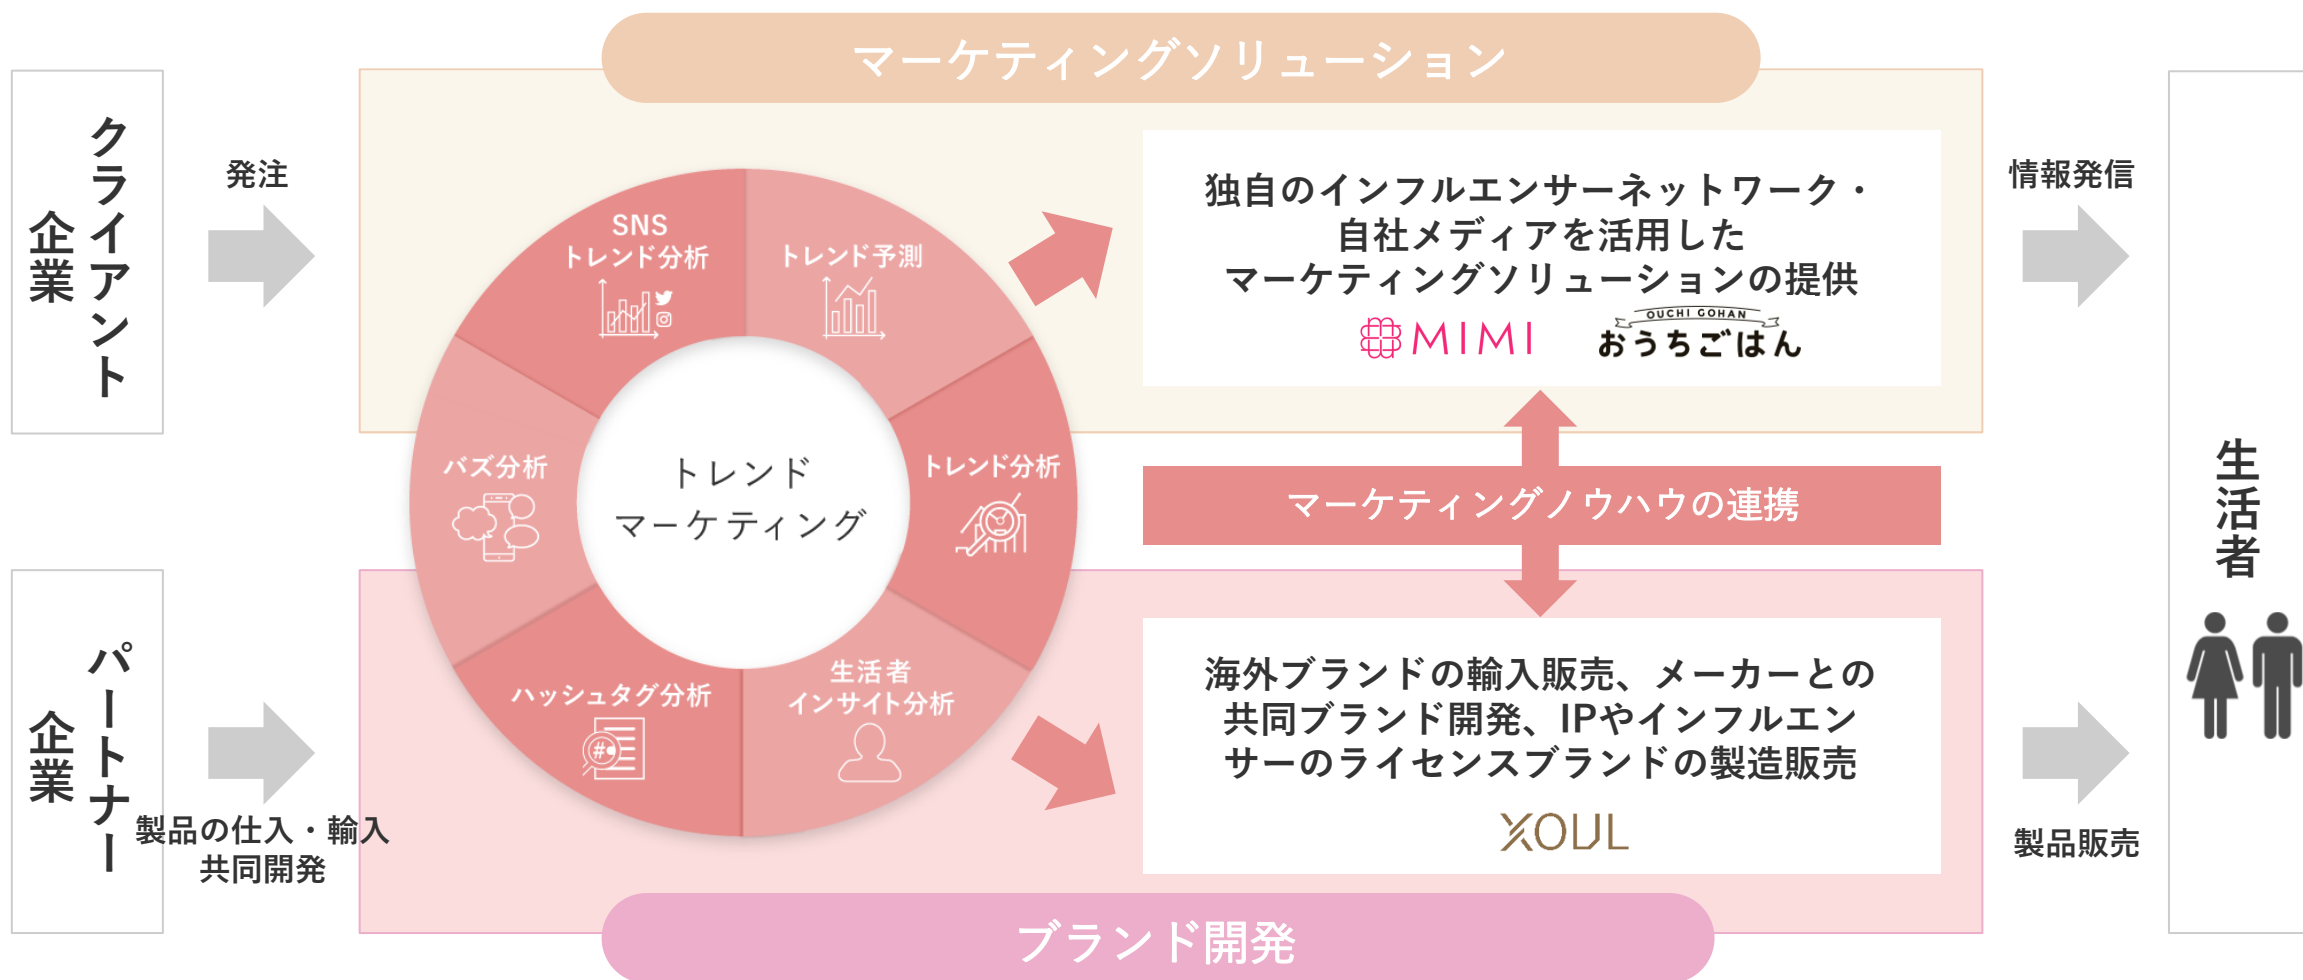 マーケティングソリューション
クライアント
企業
発注
SNS
トレンド分析
トレンド予測
バズ分析
トレンド分析
ハッシュタグ分析
#
生活者
インサイト分析
トレンド
マーケティング
独自のインフルエンサーネットワーク・
自社メディアを活用した
マーケティングソリューションの提供
MIMI
OUCHI GOHAN
おうちごはん
情報発信
マーケティングノウハウの連携
生活者
パートナー
企業
製品の仕入・輸入
共同開発
海外ブランドの輸入販売、メーカーとの
共同ブランド開発、IPやインフルエン
サーのライセンスブランドの製造販売
XOUL
製品販売
ブランド開発